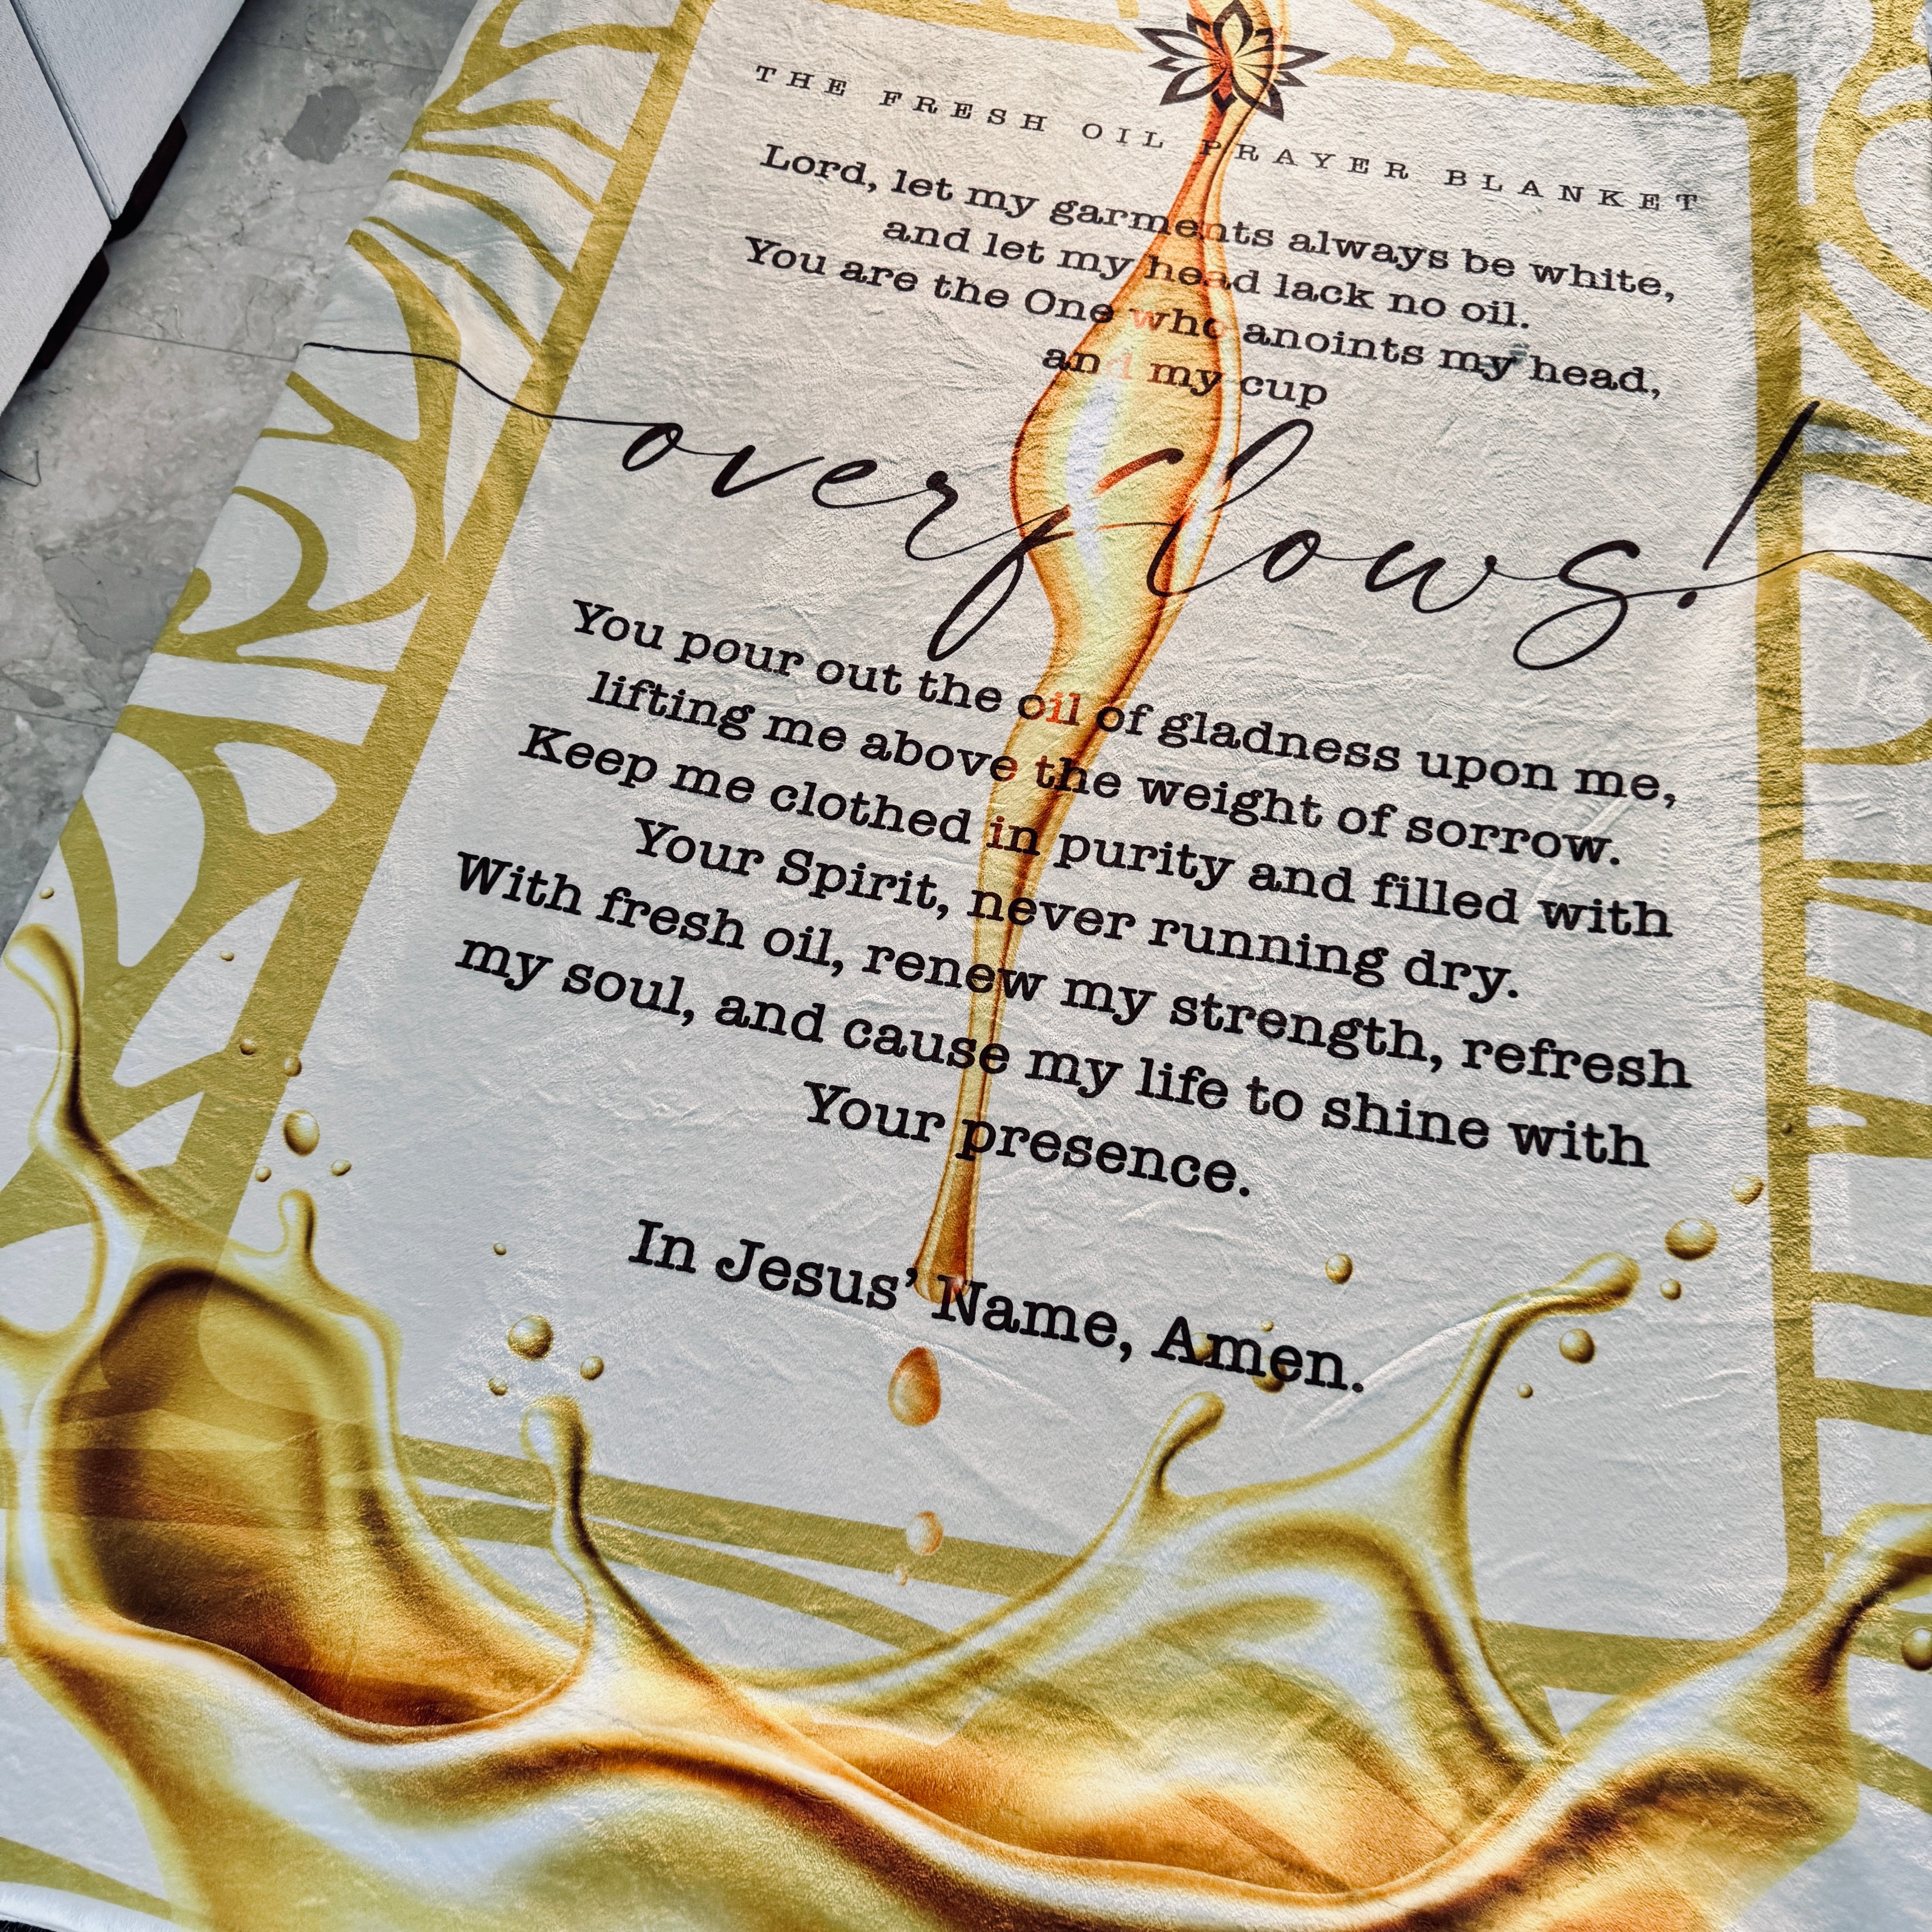 THE FRESH OIL PRAYER BLANKET
Lord, let my garments always be white,
and let my head lack no oil.
You are the One who anoints my head,
and my cup
overflows!
You pour out the oil of gladness upon me,
lifting me above the weight of sorrow.
Keep me clothed in purity and filled with
Your Spirit, never running dry.
With fresh oil, renew my strength, refresh
my soul, and cause my life to shine with
Your presence.
In Jesus’ Name, Amen.